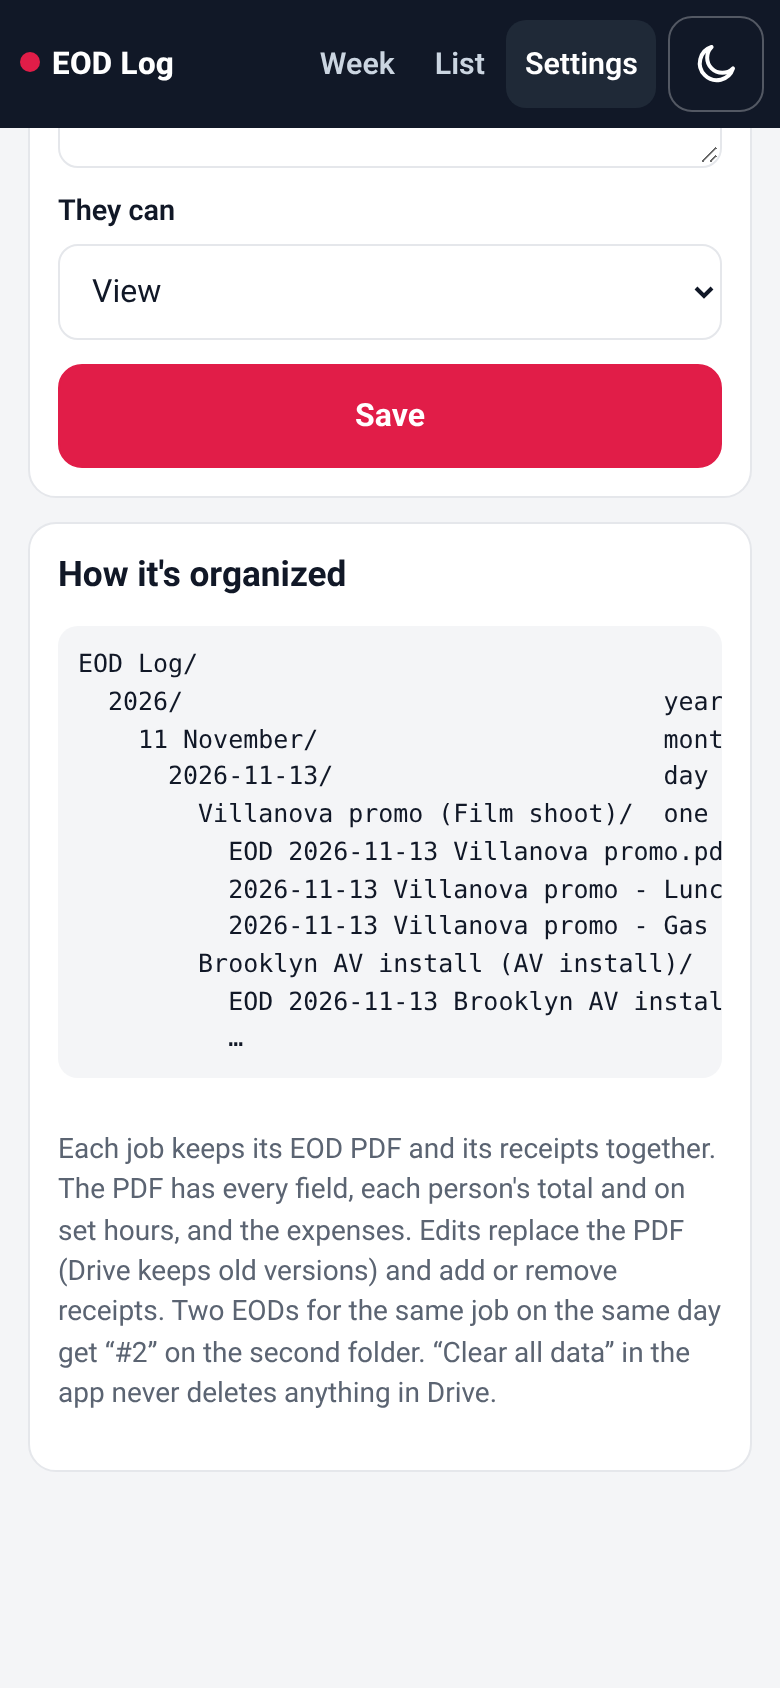 EOD Log
Week
List
Settings
They can
View
Save
How it's organized
EOD Log/
2026/ year
11 November/ mont
2026-11-13/ day
Villanova promo (Film shoot)/ one
EOD 2026-11-13 Villanova promo.pd
2026-11-13 Villanova promo - Lunc
2026-11-13 Villanova promo - Gas
Brooklyn AV install (AV install)/
EOD 2026-11-13 Brooklyn AV instal
…
Each job keeps its EOD PDF and its receipts together.
The PDF has every field, each person's total and on
set hours, and the expenses. Edits replace the PDF
(Drive keeps old versions) and add or remove
receipts. Two EODs for the same job on the same day
get “#2” on the second folder. “Clear all data” in the
app never deletes anything in Drive.